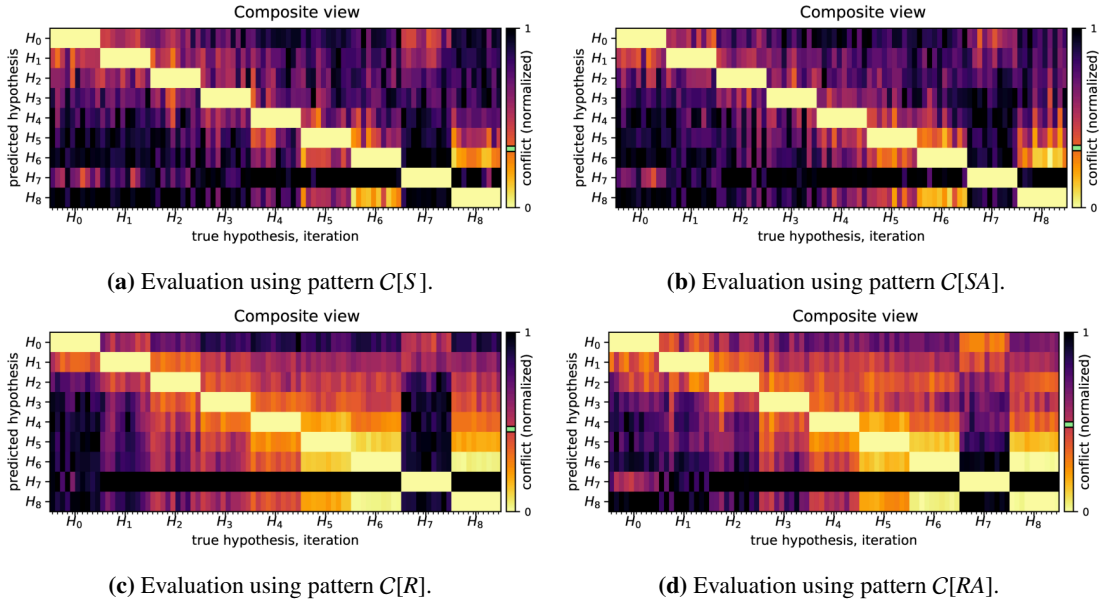 Composite view
predicted hypothesis
H₀
H₁
H₂
H₃
H₄
H₅
H₆
H₇
H₈
H₀ H₁ H₂ H₃ H₄ H₅ H₆ H₇ H₈
true hypothesis, iteration
1
0
conflict (normalized)
(a) Evaluation using pattern C[S].
Composite view
predicted hypothesis
H₀
H₁
H₂
H₃
H₄
H₅
H₆
H₇
H₈
H₀ H₁ H₂ H₃ H₄ H₅ H₆ H₇ H₈
true hypothesis, iteration
1
0
conflict (normalized)
(b) Evaluation using pattern C[SA].
Composite view
predicted hypothesis
H₀
H₁
H₂
H₃
H₄
H₅
H₆
H₇
H₈
H₀ H₁ H₂ H₃ H₄ H₅ H₆ H₇ H₈
true hypothesis, iteration
1
0
conflict (normalized)
(c) Evaluation using pattern C[R].
Composite view
predicted hypothesis
H₀
H₁
H₂
H₃
H₄
H₅
H₆
H₇
H₈
H₀ H₁ H₂ H₃ H₄ H₅ H₆ H₇ H₈
true hypothesis, iteration
1
0
conflict (normalized)
(d) Evaluation using pattern C[RA].